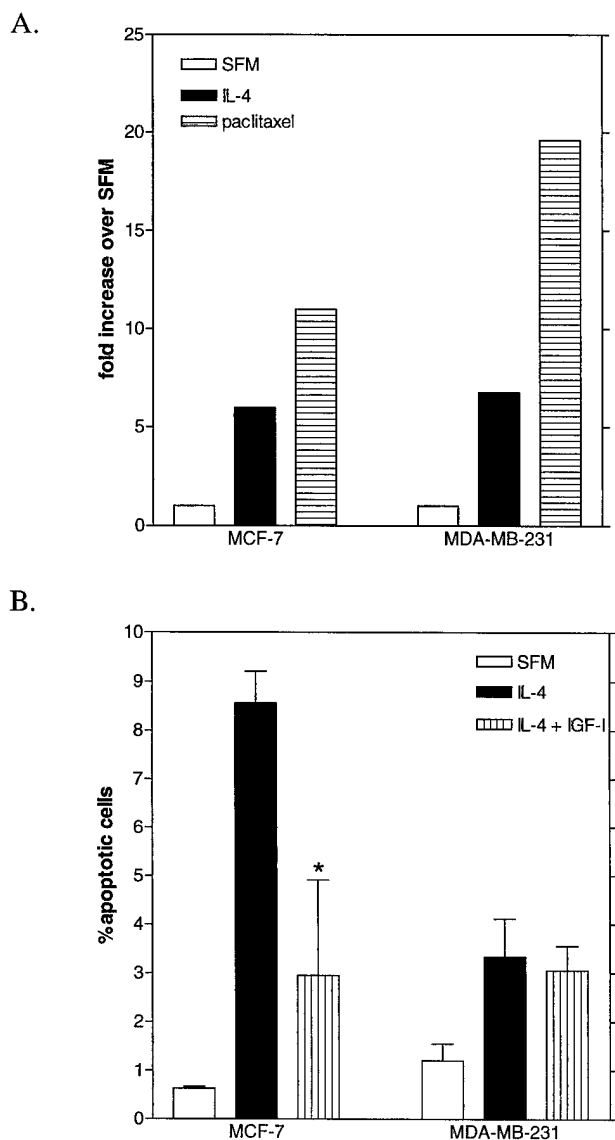 A.
fold increase over SFM
25
20
15
10
5
0
SFM
IL-4
paclitaxel
MCF-7 MDA-MB-231
B.
%apoptotic cells
10
9
8
7
6
5
4
3
2
1
0
SFM
IL-4
IL-4 + IGF-I
*
MCF-7 MDA-MB-231